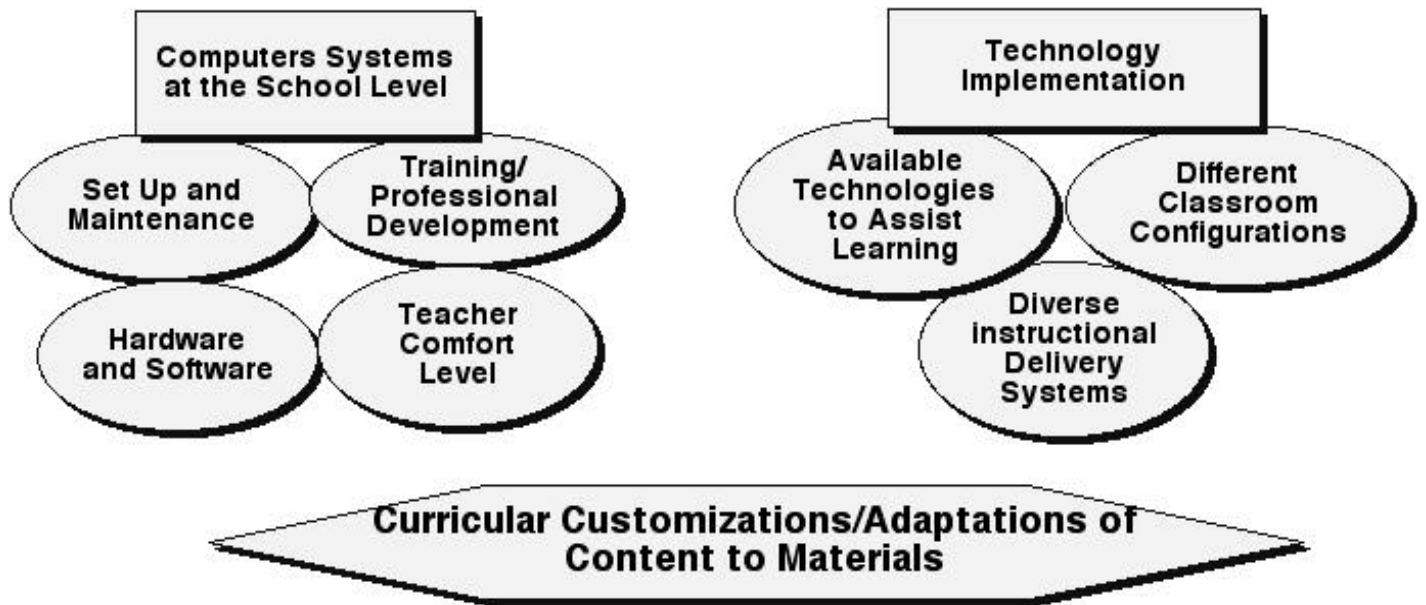 Computers Systems
at the School Level
Set Up and
Maintenance
Training/
Professional
Development
Hardware
and Software
Teacher
Comfort
Level
Technology
Implementation
Available
Technologies
to Assist
Learning
Different
Classroom
Configurations
Diverse
instructional
Delivery
Systems
Curricular Customizations/Adaptations of
Content to Materials